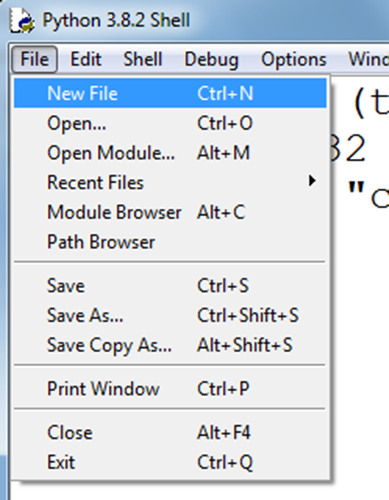 Python 3.8.2 Shell
File Edit Shell Debug Options
New File Ctrl+N (t
Open... Ctrl+O
Open Module... Alt+M 32
Recent Files
Module Browser Alt+C "c
Path Browser
Save Ctrl+S
Save As... Ctrl+Shift+S
Save Copy As... Alt+Shift+S
Print Window Ctrl+P
Close Alt+F4
Exit Ctrl+Q